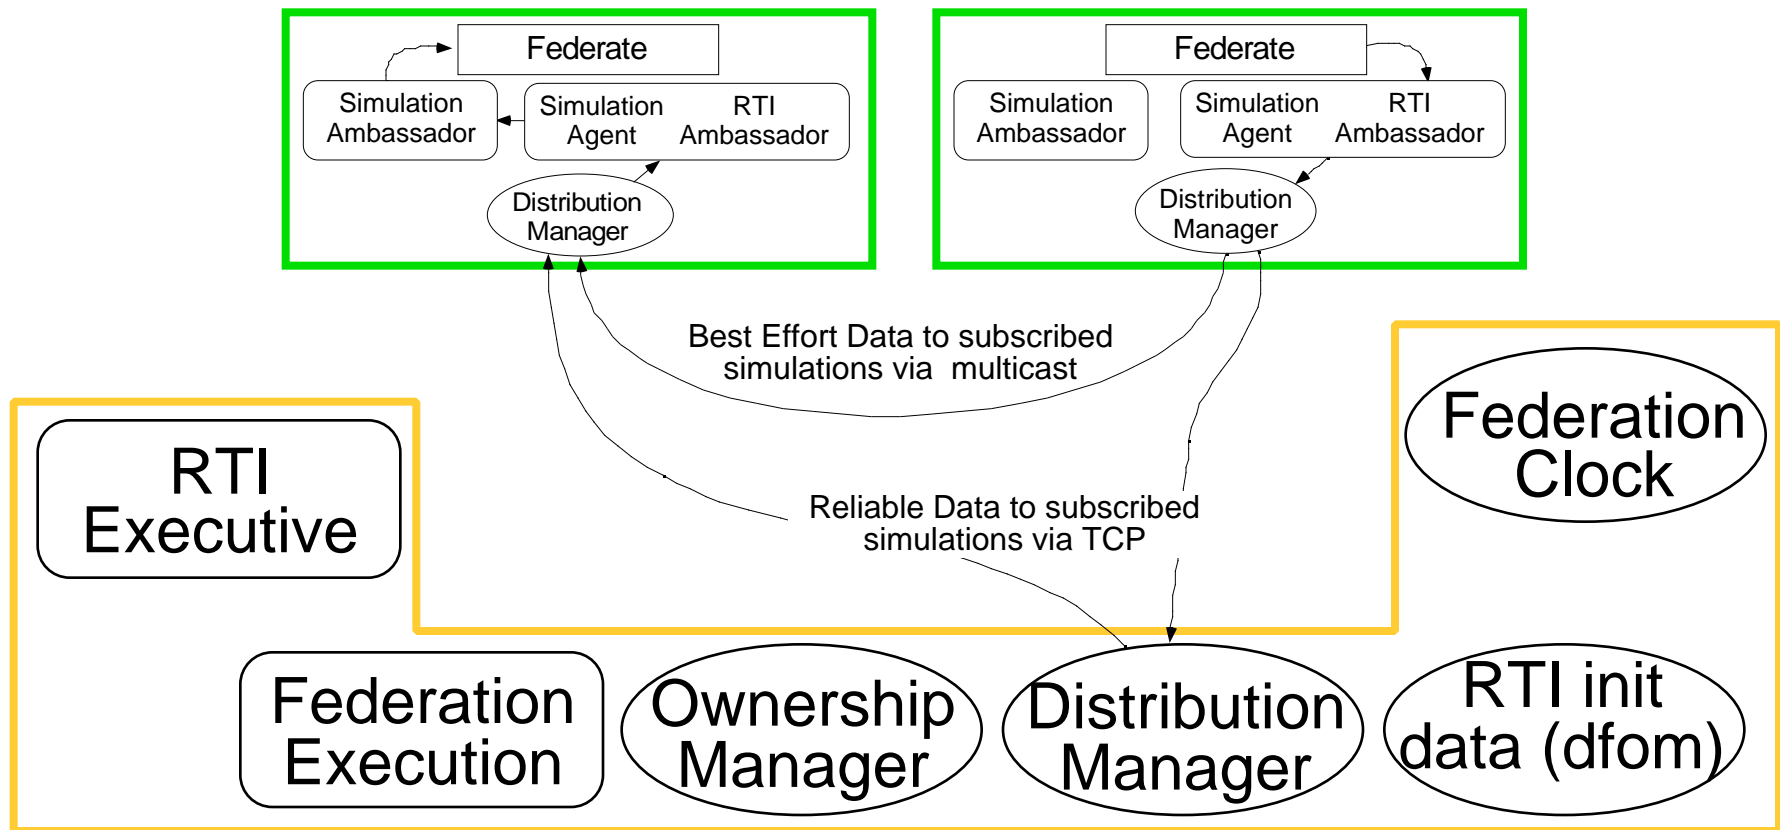 Federate
Simulation
Ambassador
Simulation
Agent
RTI
Ambassador
Distribution
Manager
Federate
Simulation
Ambassador
Simulation
Agent
RTI
Ambassador
Distribution
Manager
Best Effort Data to subscribed
simulations via multicast
RTI
Executive
Federation
Clock
Reliable Data to subscribed
simulations via TCP
Federation
Execution
Ownership
Manager
Distribution
Manager
RTI init
data (dfom)